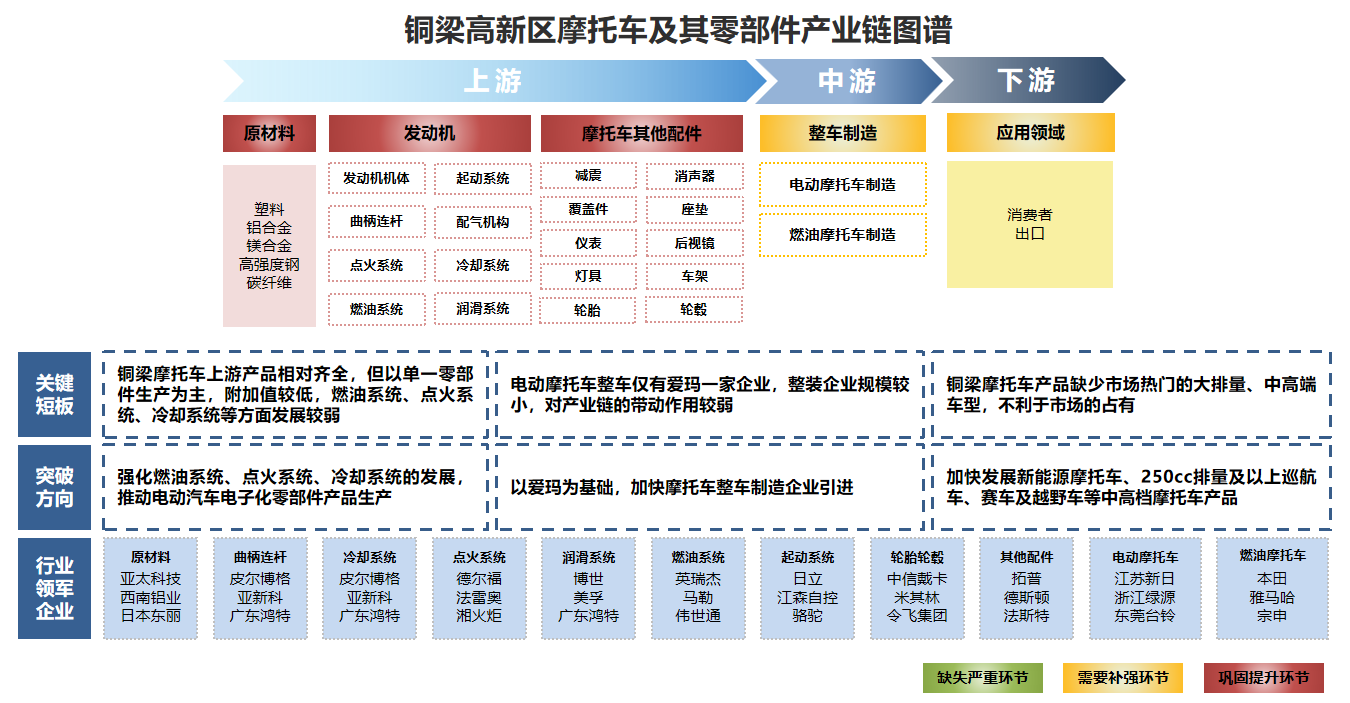 铜梁高新区摩托车及其零部件产业链图谱
上游
中游
下游
原材料
发动机
摩托车其他配件
整车制造
应用领域
塑料
铝合金
镁合金
高强度钢
碳纤维
发动机机体
起动系统
曲柄连杆
配气机构
点火系统
冷却系统
燃油系统
润滑系统
减震
消声器
覆盖件
座垫
仪表
后视镜
灯具
车架
轮胎
轮毂
电动摩托车制造
燃油摩托车制造
消费者
出口
关键
短板
铜梁摩托车上游产品相对齐全，但以单一零部
件生产为主，附加值较低，燃油系统、点火系
统、冷却系统等方面发展较弱
电动摩托车整车仅有爱玛一家企业，整装企业规模较
小，对产业链的带动作用较弱
铜梁摩托车产品缺少市场热门的大排量、中高端
车型，不利于市场的占有
突破
方向
强化燃油系统、点火系统、冷却系统的发展，
推动电动汽车电子化零部件产品生产
以爱玛为基础，加快摩托车整车制造企业引进
加快发展新能源摩托车、250cc排量及以上巡航
车、赛车及越野车等中高档摩托车产品
行业
领军
企业
原材料
亚太科技
西南铝业
日本东丽
曲柄连杆
皮尔博格
亚新科
广东鸿特
冷却系统
皮尔博格
亚新科
广东鸿特
点火系统
德尔福
法雷奥
湘火炬
润滑系统
博世
美孚
广东鸿特
燃油系统
英瑞杰
马勒
伟世通
起动系统
日立
江森自控
骆驼
轮胎轮毂
中信戴卡
米其林
令飞集团
其他配件
拓普
德斯顿
法斯特
电动摩托车
江苏新日
浙江绿源
东莞台铃
燃油摩托车
本田
雅马哈
宗申
缺失严重环节
需要补强环节
巩固提升环节